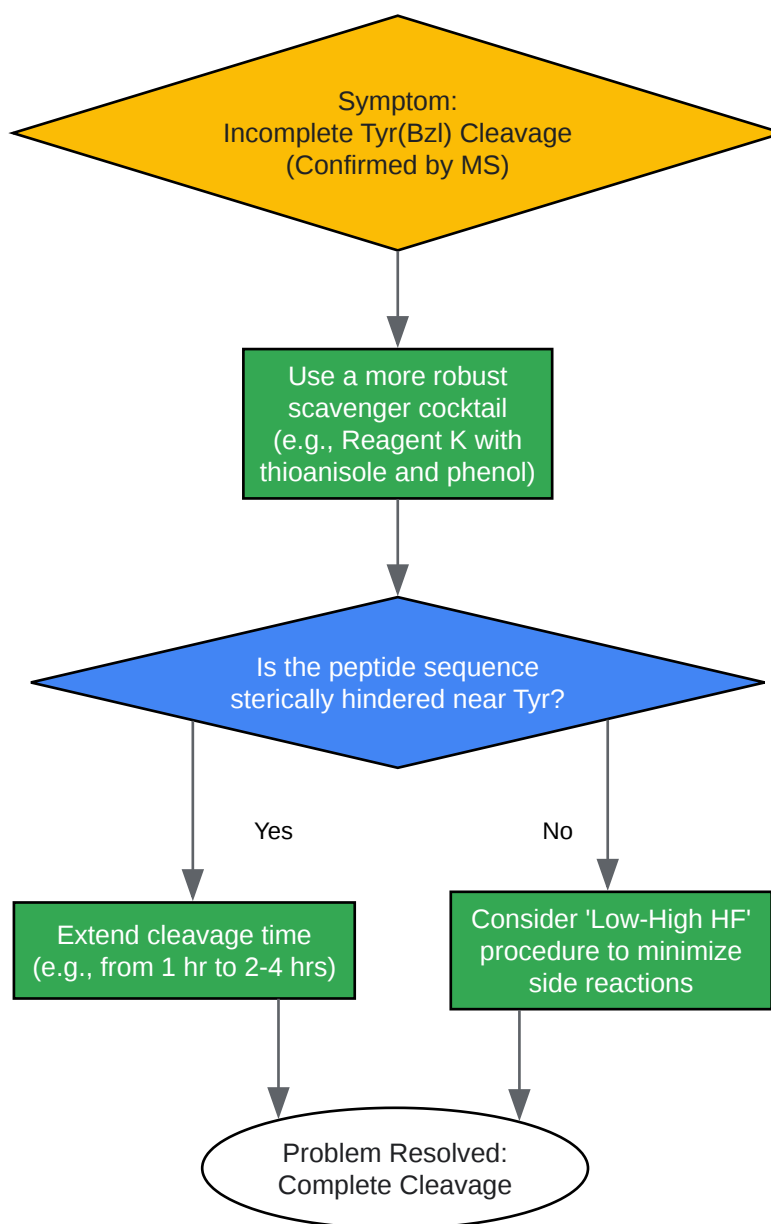 Symptom:
Incomplete Tyr(Bzl) Cleavage
(Confirmed by MS)
Use a more robust
scavenger cocktail
(e.g., Reagent K with
thioanisole and phenol)
Is the peptide sequence
sterically hindered near Tyr?
Yes
No
Extend cleavage time
(e.g., from 1 hr to 2-4 hrs)
Consider 'Low-High HF'
procedure to minimize
side reactions
Problem Resolved:
Complete Cleavage